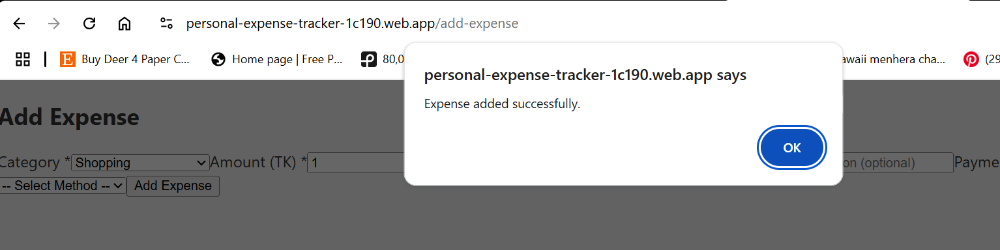 personal-expense-tracker-1c190.web.app/add-expense
Buy Deer 4 Paper C...
Home page | Free P...
80,0
awaii menhera cha...
(29
personal-expense-tracker-1c190.web.app says
Expense added successfully.
OK
Add Expense
Category * Shopping Amount (TK) * 1 on (optional) Payme
-- Select Method -- Add Expense